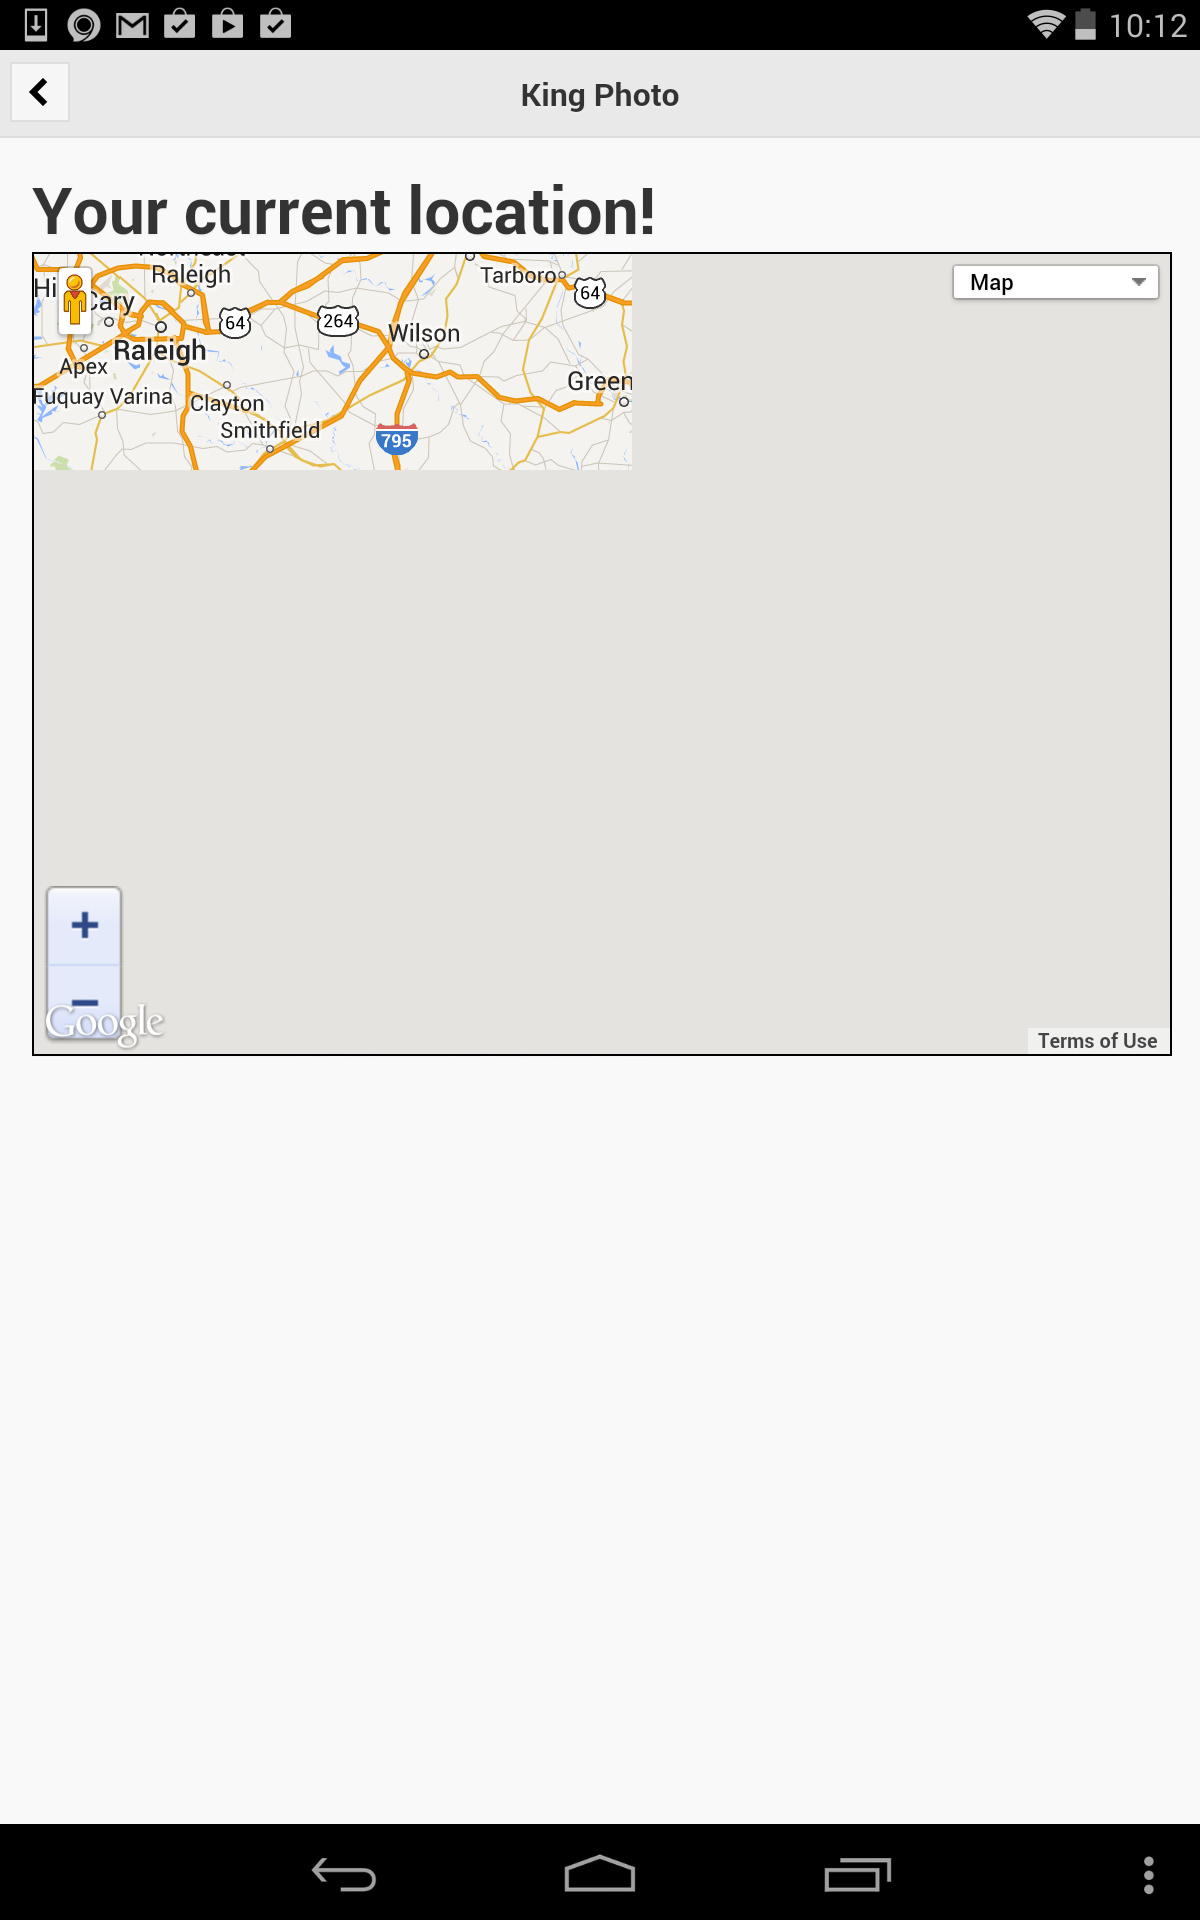 10:12
King Photo
Your current location!
Northeast
Raleigh
Tarboro
64
Map
Hi
Cary
64
264
Wilson
Raleigh
Apex
Green
Fuquay Varina
Clayton
Smithfield
795
+
−
Google
Terms of Use